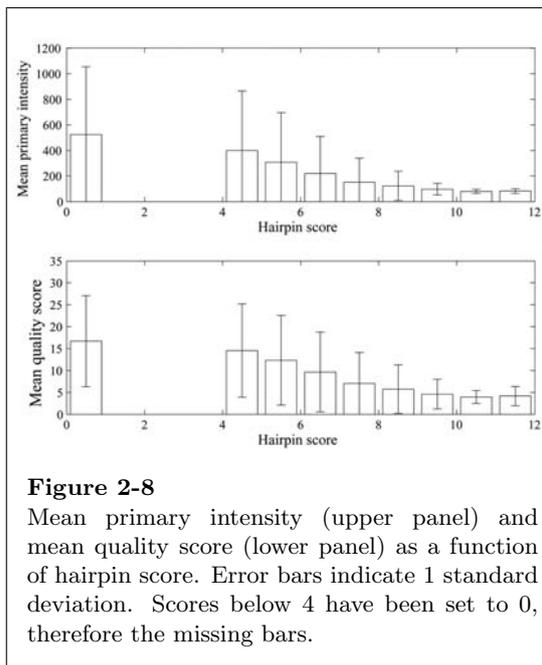 1200
1000
800
600
400
200
0
Mean primary intensity
0 2 4 6 8 10 12
Hairpin score
35
30
25
20
15
10
5
0
Mean quality score
0 2 4 6 8 10 12
Hairpin score
Figure 2-8
Mean primary intensity (upper panel) and
mean quality score (lower panel) as a function
of hairpin score. Error bars indicate 1 standard
deviation. Scores below 4 have been set to 0,
therefore the missing bars.